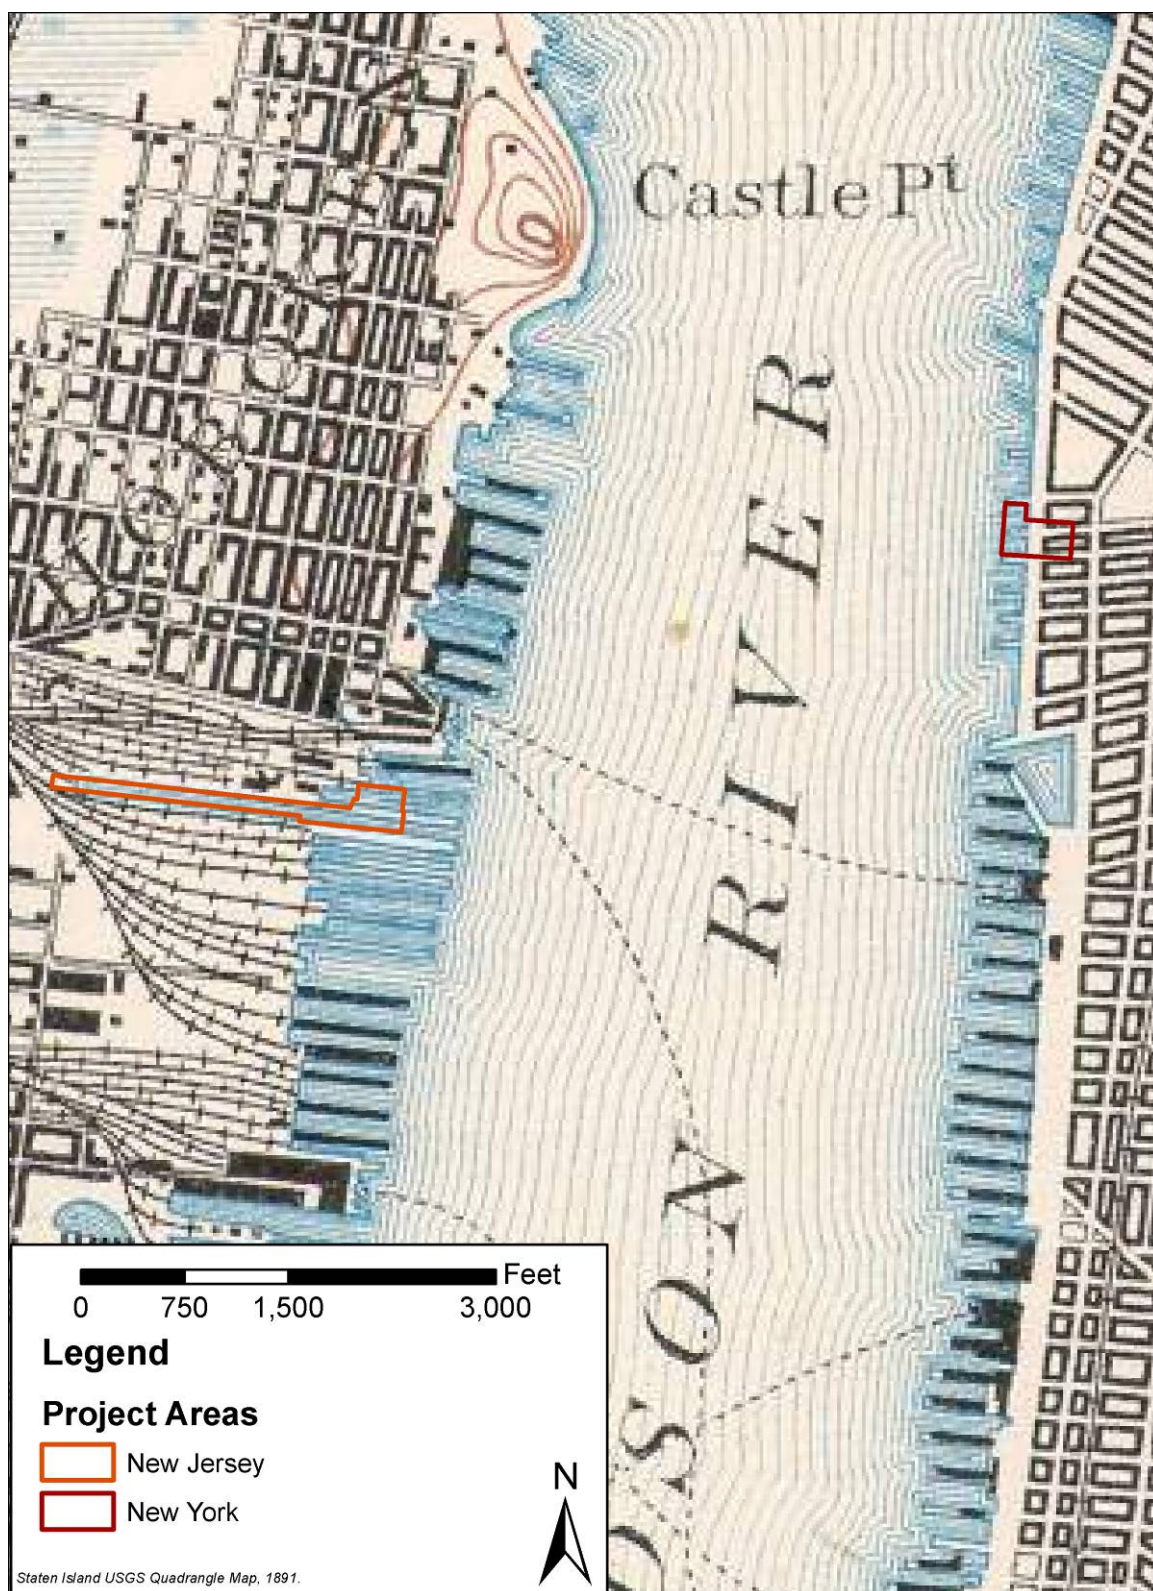 Castle Pt
HUDSON RIVER
Feet
0 750 1,500 3,000
Legend
Project Areas
New Jersey
New York
N
Staten Island USGS Quadrangle Map, 1891.